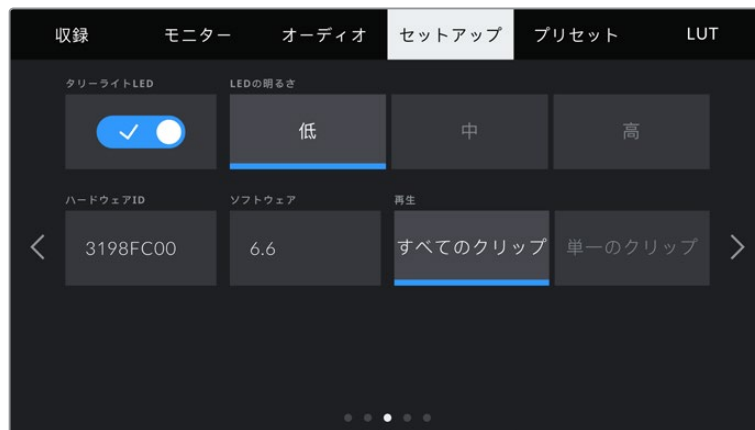 収録 モニター オーディオ セットアップ プリセット LUT
タリーライトLED LEDの明るさ
低 中 高
ハードウェアID ソフトウェア 再生
3198FC00 6.6 すべてのクリップ 単一のクリップ